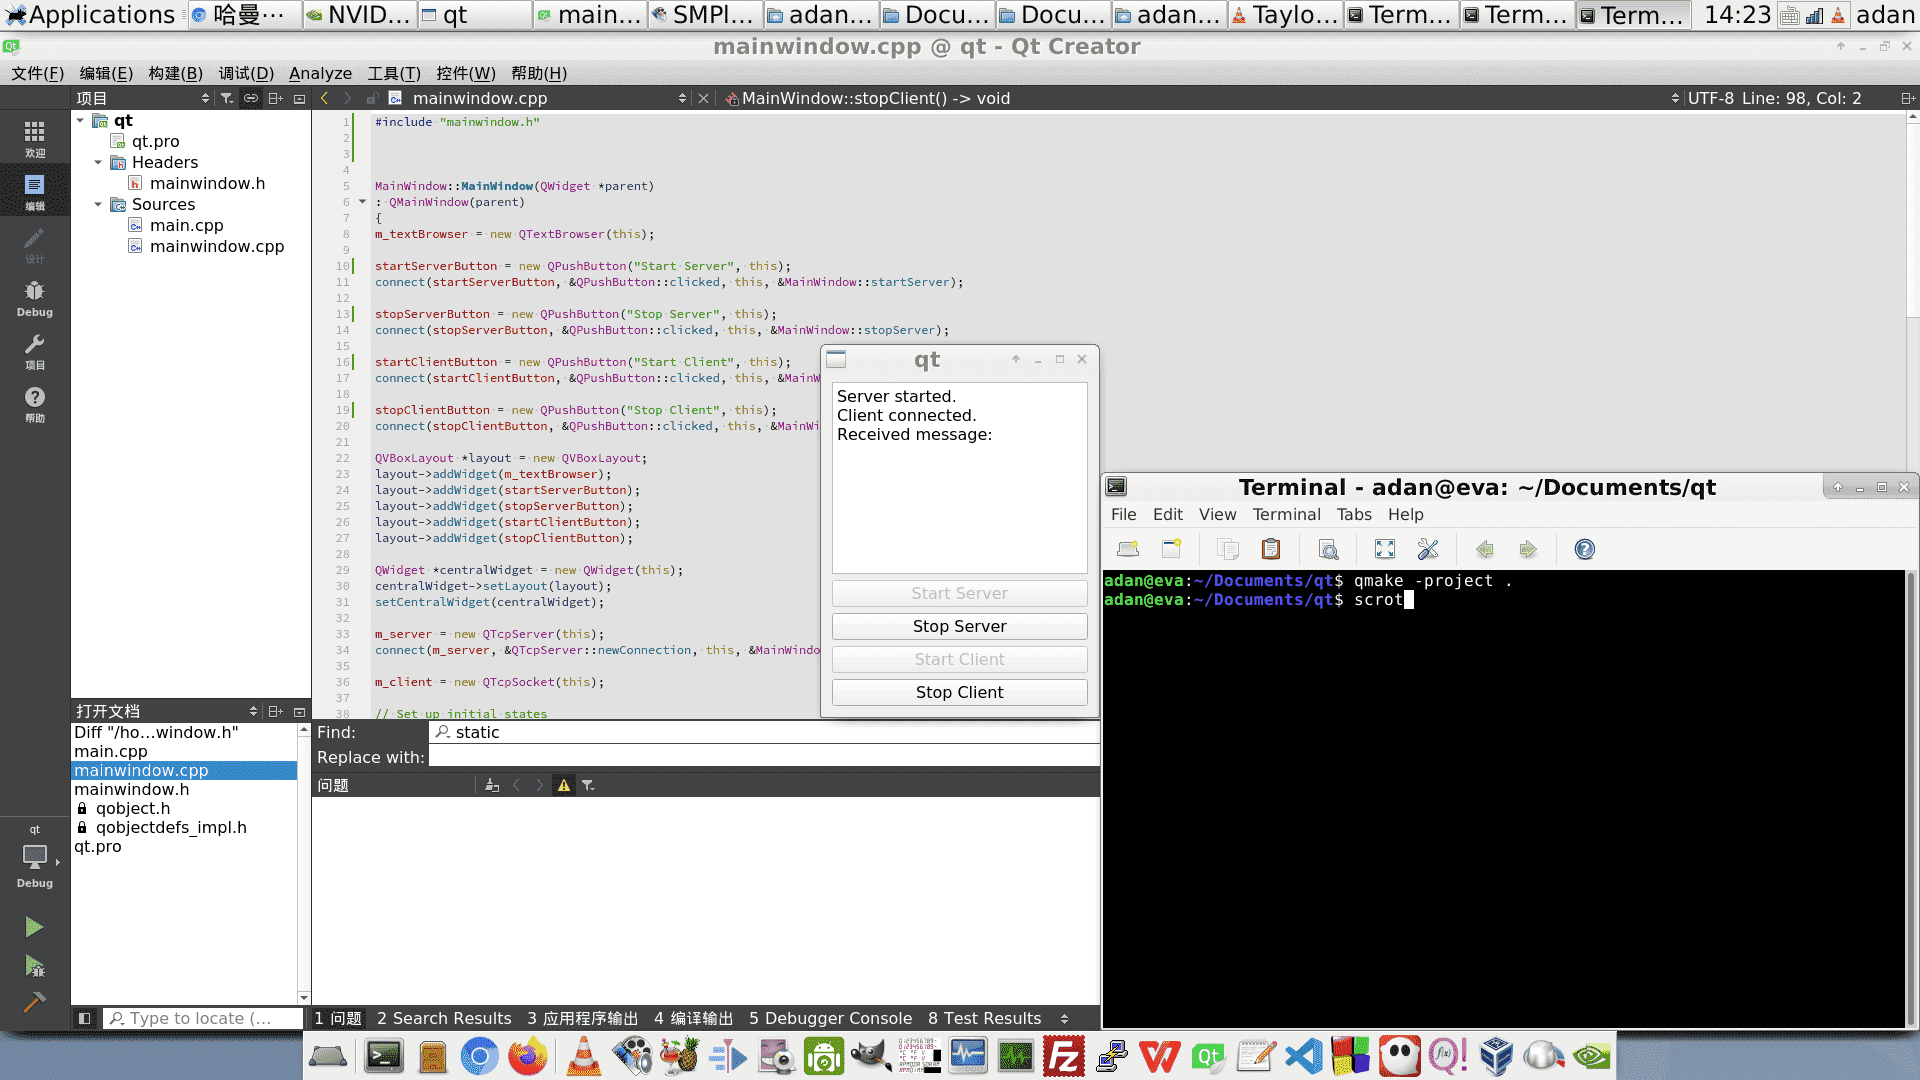 Applications 哈曼… NVID… qt main… SMPl… adan… Docu… Docu… adan… Taylo… Term… Term… Term… 14:23 adan
mainwindow.cpp @ qt - Qt Creator
文件(F) 编辑(E) 构建(B) 调试(D) Analyze 工具(T) 控件(W) 帮助(H)
项目
mainwindow.cpp
MainWindow::stopClient() -> void
UTF-8 Line: 98, Col: 2
欢迎
编辑
设计
Debug
项目
帮助
qt
Debug
qt
qt.pro
Headers
mainwindow.h
Sources
main.cpp
mainwindow.cpp
1 #include "mainwindow.h"
2
3
4
5 MainWindow::MainWindow(QWidget *parent)
6 : QMainWindow(parent)
7 {
8 m_textBrowser = new QTextBrowser(this);
9
10 startServerButton = new QPushButton("Start Server", this);
11 connect(startServerButton, &QPushButton::clicked, this, &MainWindow::startServer);
12
13 stopServerButton = new QPushButton("Stop Server", this);
14 connect(stopServerButton, &QPushButton::clicked, this, &MainWindow::stopServer);
15
16 startClientButton = new QPushButton("Start Client", this);
17 connect(startClientButton, &QPushButton::clicked, this, &MainW
18
19 stopClientButton = new QPushButton("Stop Client", this);
20 connect(stopClientButton, &QPushButton::clicked, this, &MainWi
21
22 QVBoxLayout *layout = new QVBoxLayout;
23 layout->addWidget(m_textBrowser);
24 layout->addWidget(startServerButton);
25 layout->addWidget(stopServerButton);
26 layout->addWidget(startClientButton);
27 layout->addWidget(stopClientButton);
28
29 QWidget *centralWidget = new QWidget(this);
30 centralWidget->setLayout(layout);
31 setCentralWidget(centralWidget);
32
33 m_server = new QTcpServer(this);
34 connect(m_server, &QTcpServer::newConnection, this, &MainWindo
35
36 m_client = new QTcpSocket(this);
37
38 // Set up initial states
qt
Server started.
Client connected.
Received message:
Start Server
Stop Server
Start Client
Stop Client
Terminal - adan@eva: ~/Documents/qt
File Edit View Terminal Tabs Help
adan@eva:~/Documents/qt$ qmake -project .
adan@eva:~/Documents/qt$ scrot
打开文档
Diff "/ho...window.h"
main.cpp
mainwindow.cpp
mainwindow.h
qobject.h
qobjectdefs_impl.h
qt.pro
Find: static
Replace with:
问题
Type to locate (...
1 问题 2 Search Results 3 应用程序输出 4 编译输出 5 Debugger Console 8 Test Results